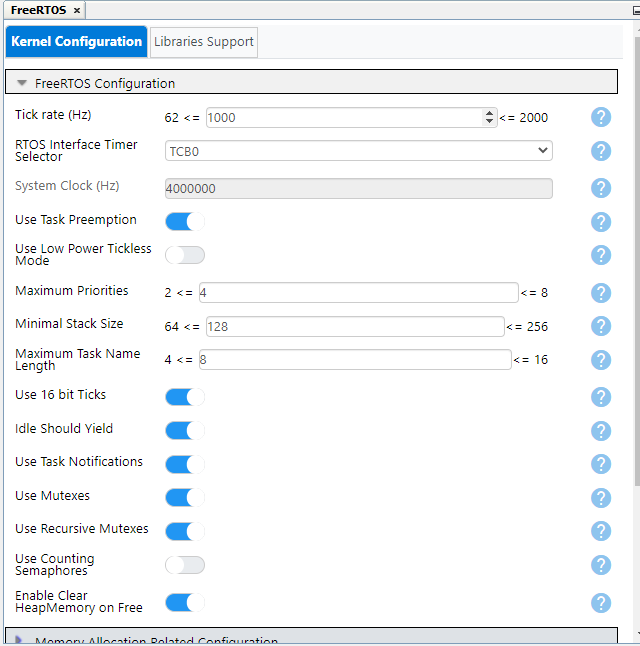 FreeRTOS ×
Kernel Configuration
Libraries Support
FreeRTOS Configuration
Tick rate (Hz) 62 <= 1000 <= 2000 ?
RTOS Interface Timer
Selector TCB0 ?
System Clock (Hz) 4000000 ?
Use Task Preemption ?
Use Low Power Tickless
Mode ?
Maximum Priorities 2 <= 4 <= 8 ?
Minimal Stack Size 64 <= 128 <= 256 ?
Maximum Task Name
Length 4 <= 8 <= 16 ?
Use 16 bit Ticks ?
Idle Should Yield ?
Use Task Notifications ?
Use Mutexes ?
Use Recursive Mutexes ?
Use Counting
Semaphores ?
Enable Clear
HeapMemory on Free ?
Memory Allocation Related Configuration